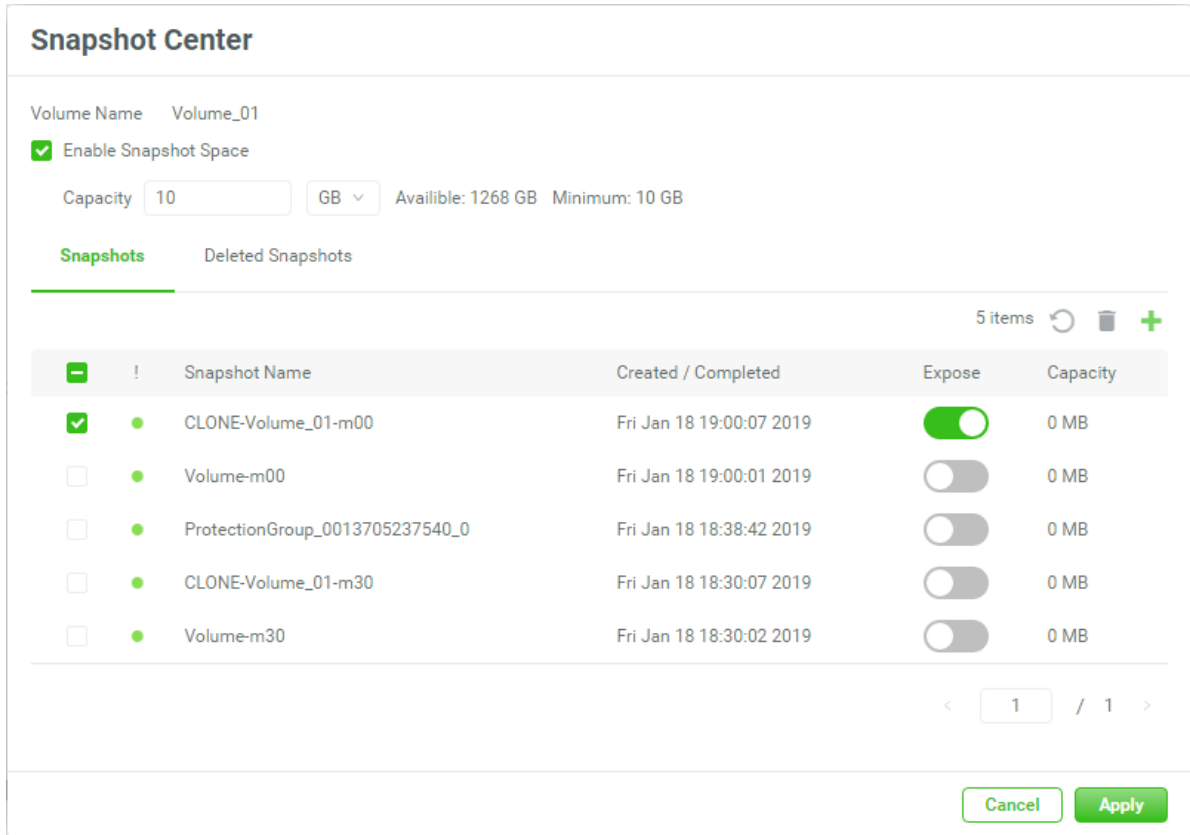 Snapshot Center
Volume Name Volume_01
Enable Snapshot Space
Capacity 10 GB Availible: 1268 GB Minimum: 10 GB
Snapshots Deleted Snapshots
5 items
! Snapshot Name Created / Completed Expose Capacity
CLONE-Volume_01-m00 Fri Jan 18 19:00:07 2019 0 MB
Volume-m00 Fri Jan 18 19:00:01 2019 0 MB
ProtectionGroup_0013705237540_0 Fri Jan 18 18:38:42 2019 0 MB
CLONE-Volume_01-m30 Fri Jan 18 18:30:07 2019 0 MB
Volume-m30 Fri Jan 18 18:30:02 2019 0 MB
< 1 / 1 >
Cancel Apply